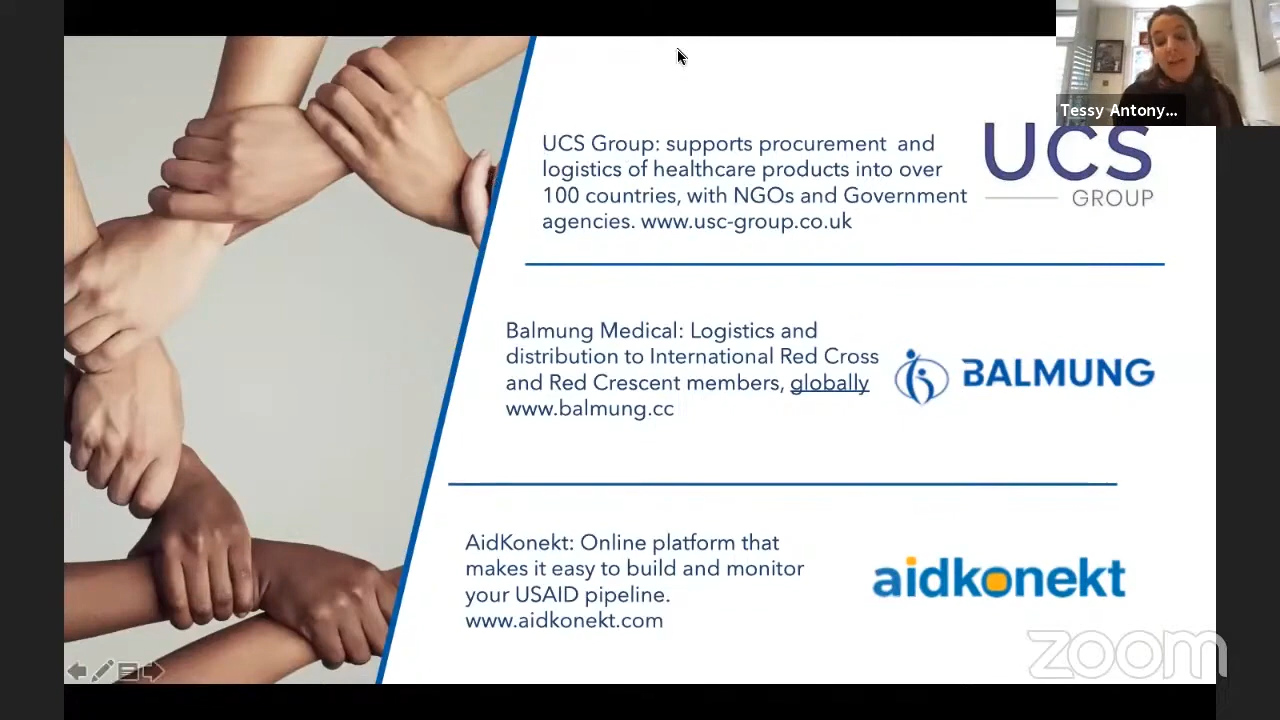 Tessy Antony...
UCS Group: supports procurement and
logistics of healthcare products into over
100 countries, with NGOs and Government
agencies. www.usc-group.co.uk
UCS
GROUP
Balmung Medical: Logistics and
distribution to International Red Cross
and Red Crescent members, globally
www.balmung.cc
BALMUNG
AidKonekt: Online platform that
makes it easy to build and monitor
your USAID pipeline.
www.aidkonekt.com
aidkonekt
zoom